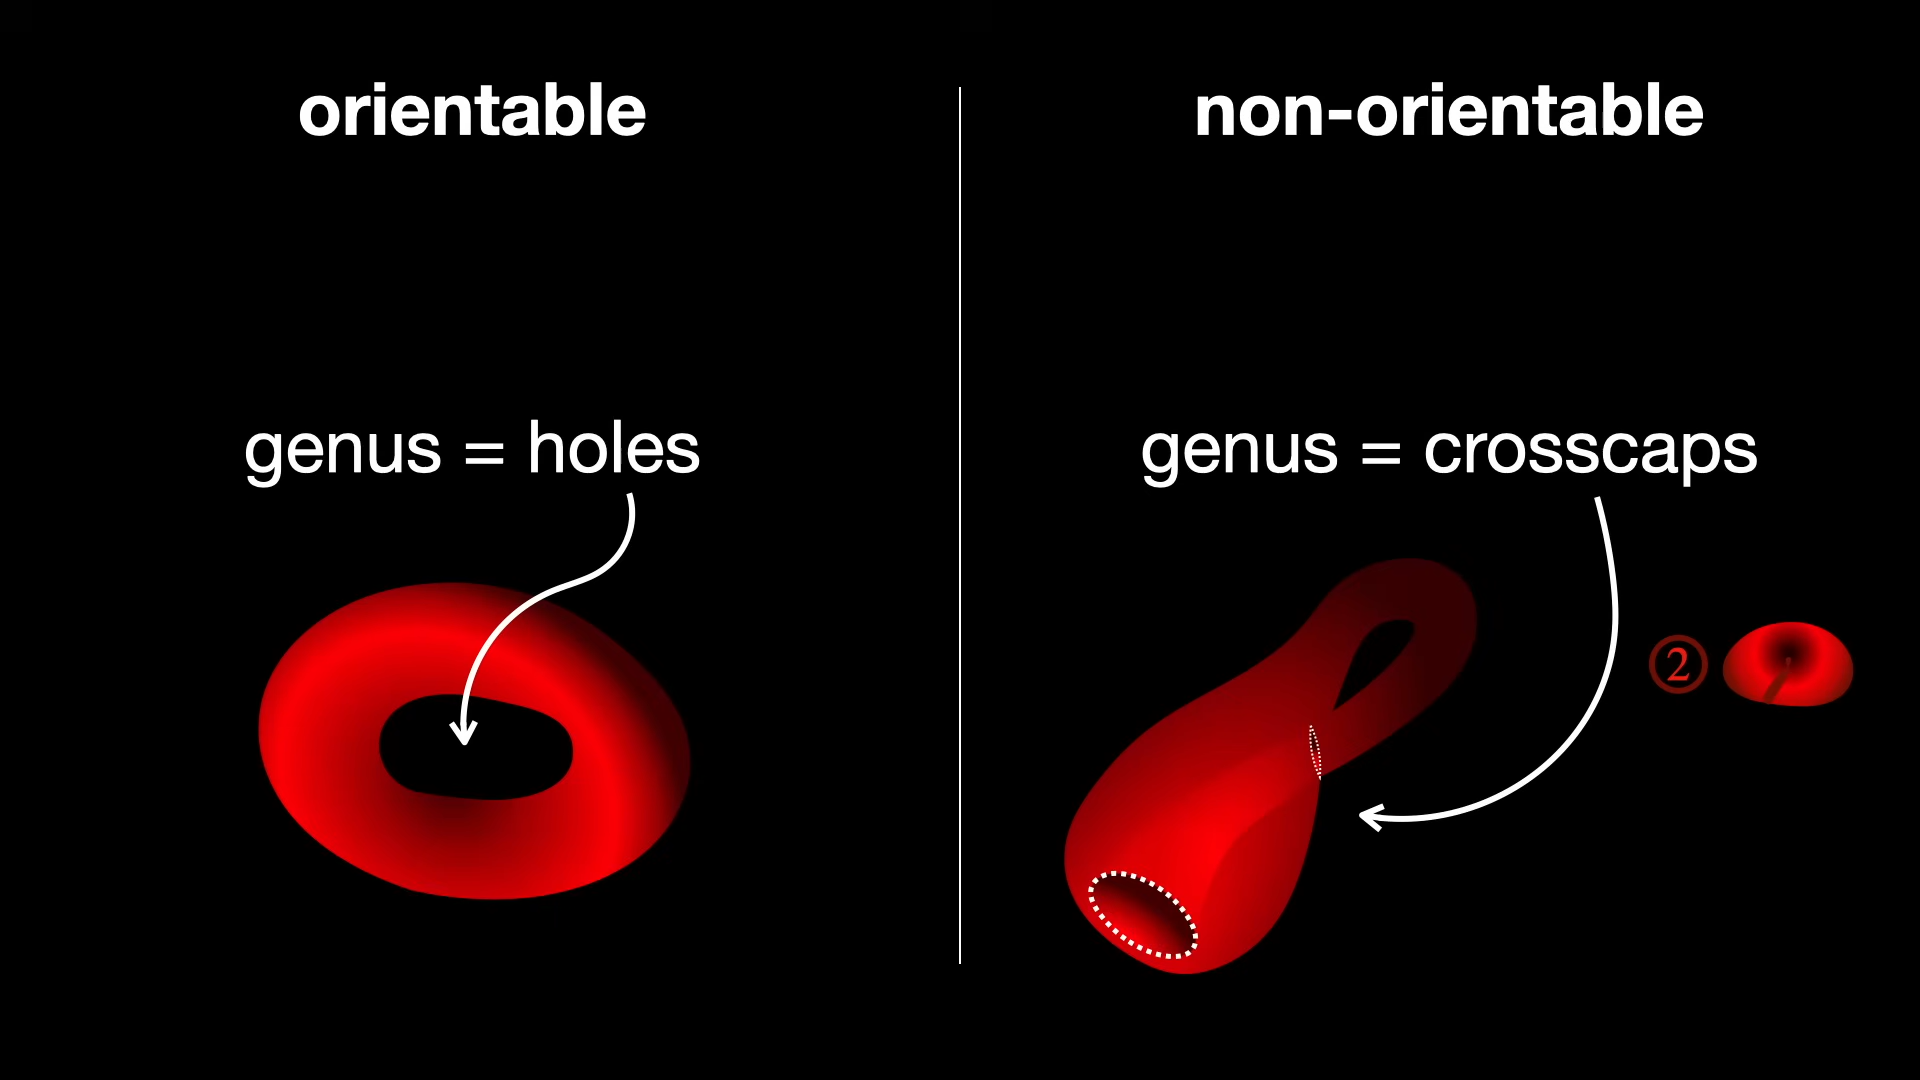 orientable
genus = holes
non-orientable
genus = crosscaps
②